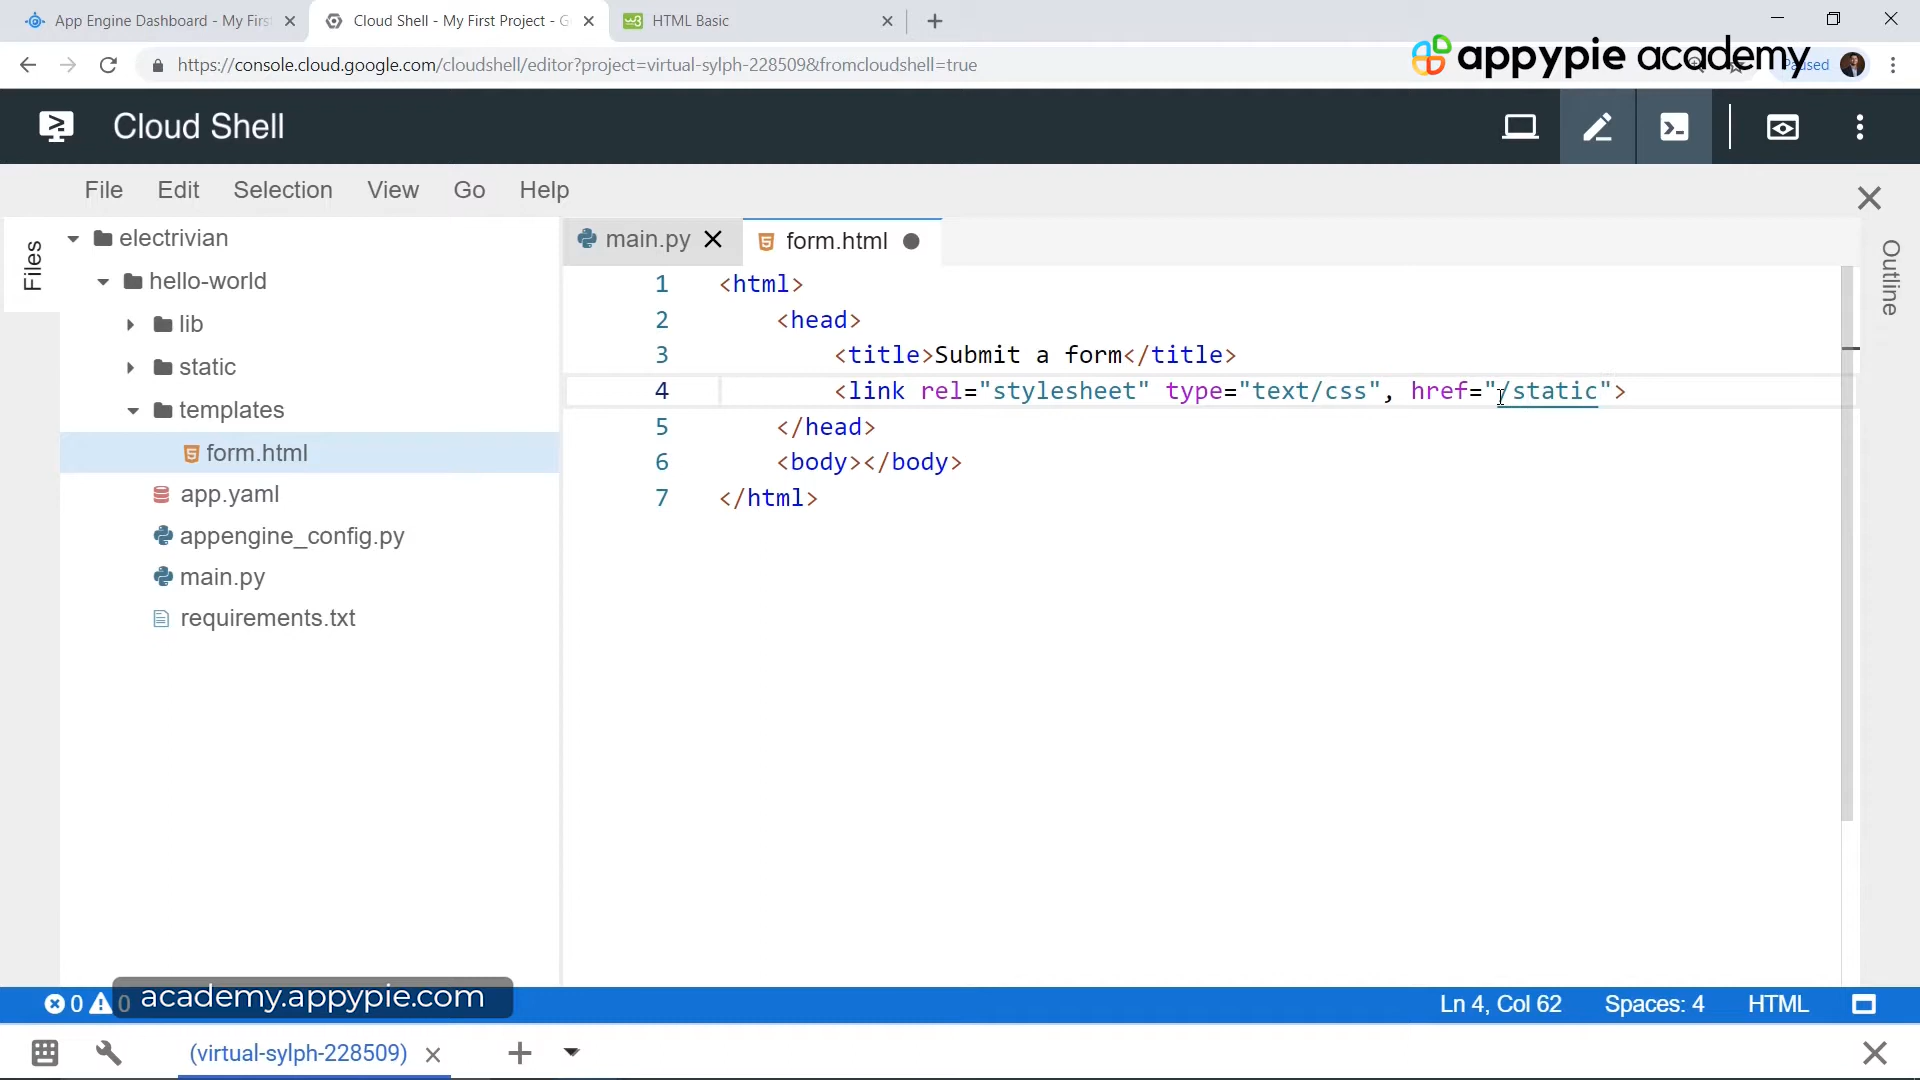 App Engine Dashboard - My Firs
Cloud Shell - My First Project - G
HTML Basic
https://console.cloud.google.com/cloudshell/editor?project=virtual-sylph-228509&fromcloudshell=true
appypie academy
Paused
Cloud Shell
File Edit Selection View Go Help
Files
electrivian
hello-world
lib
static
templates
form.html
app.yaml
appengine_config.py
main.py
requirements.txt
main.py
form.html
Outline
1 <html>
2 <head>
3 <title>Submit a form</title>
4 <link rel="stylesheet" type="text/css", href="/static">
5 </head>
6 <body></body>
7 </html>
0 0
academy.appypie.com
Ln 4, Col 62 Spaces: 4 HTML
(virtual-sylph-228509)